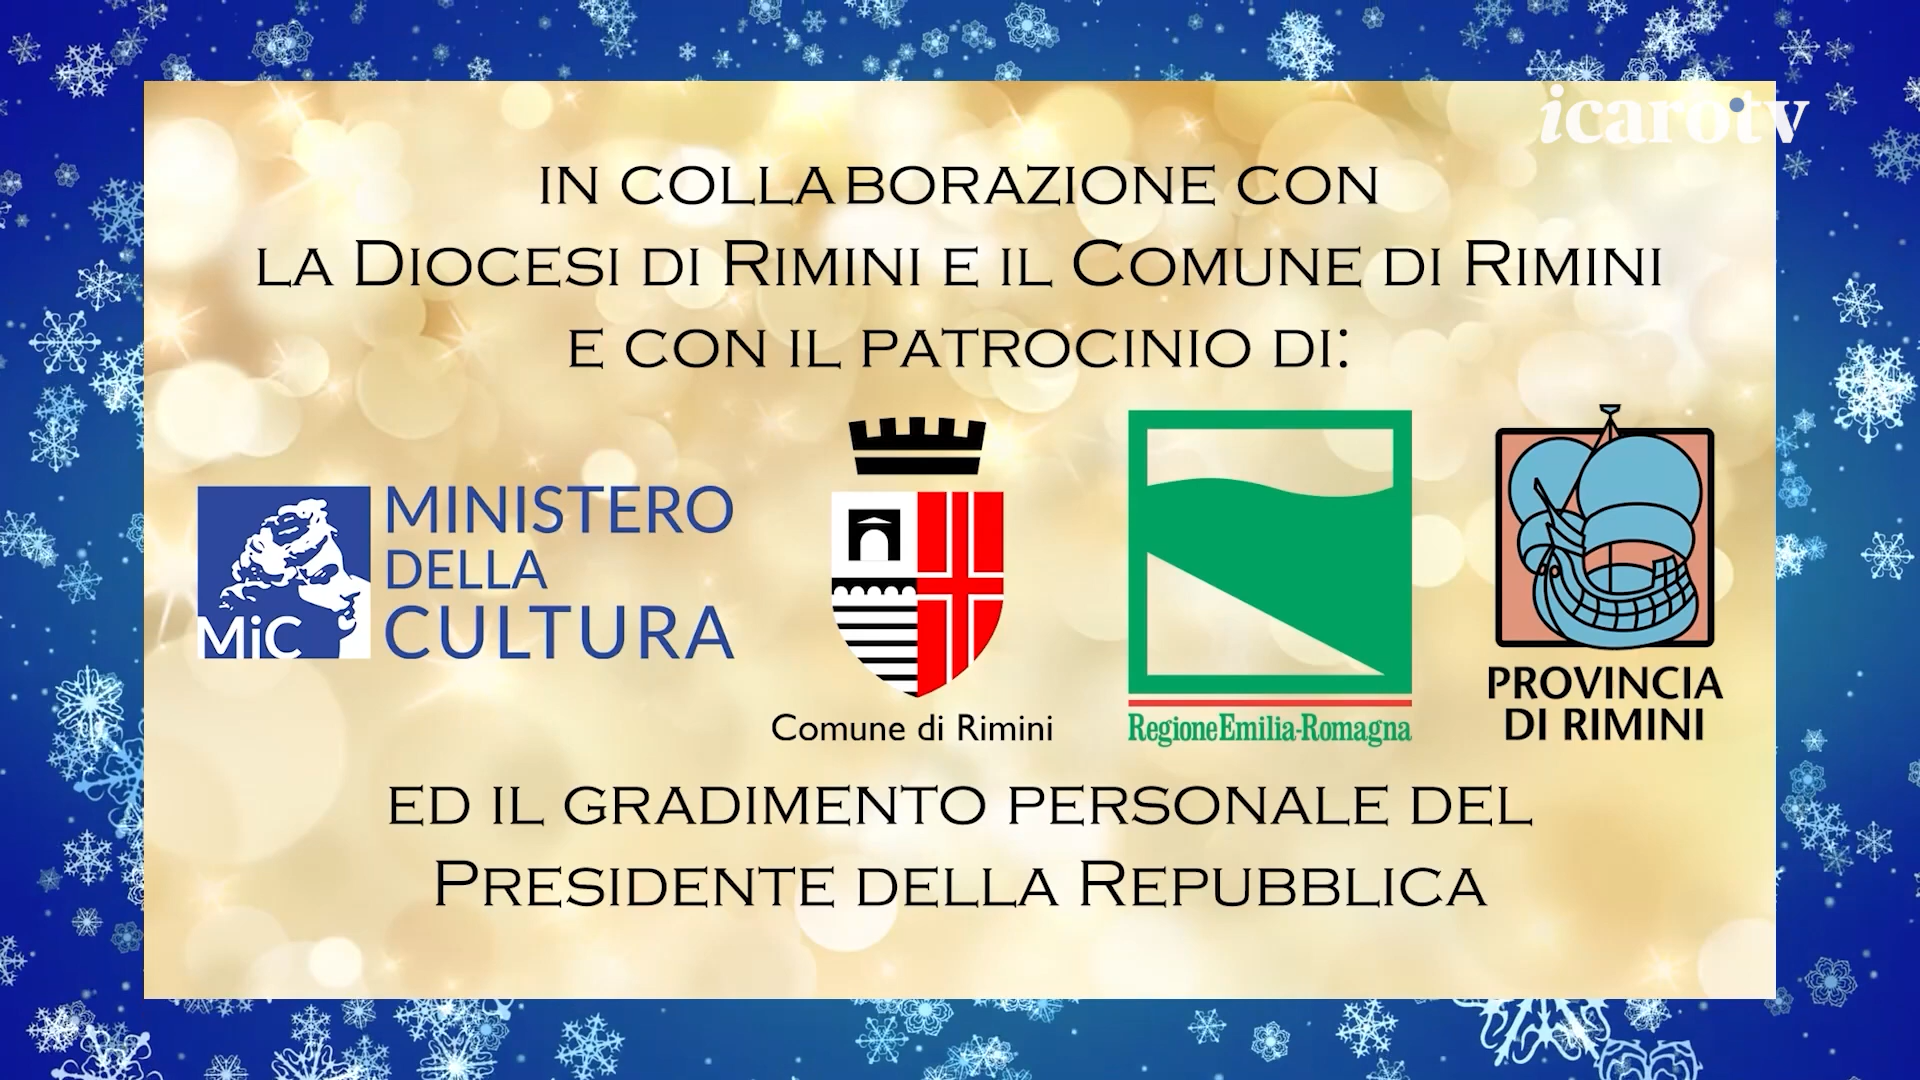 icarotv
IN COLLABORAZIONE CON
LA DIOCESI DI RIMINI E IL COMUNE DI RIMINI
E CON IL PATROCINIO DI:
MiC
MINISTERO
DELLA
CULTURA
Comune di Rimini
RegioneEmilia-Romagna
PROVINCIA
DI RIMINI
ED IL GRADIMENTO PERSONALE DEL
PRESIDENTE DELLA REPUBBLICA